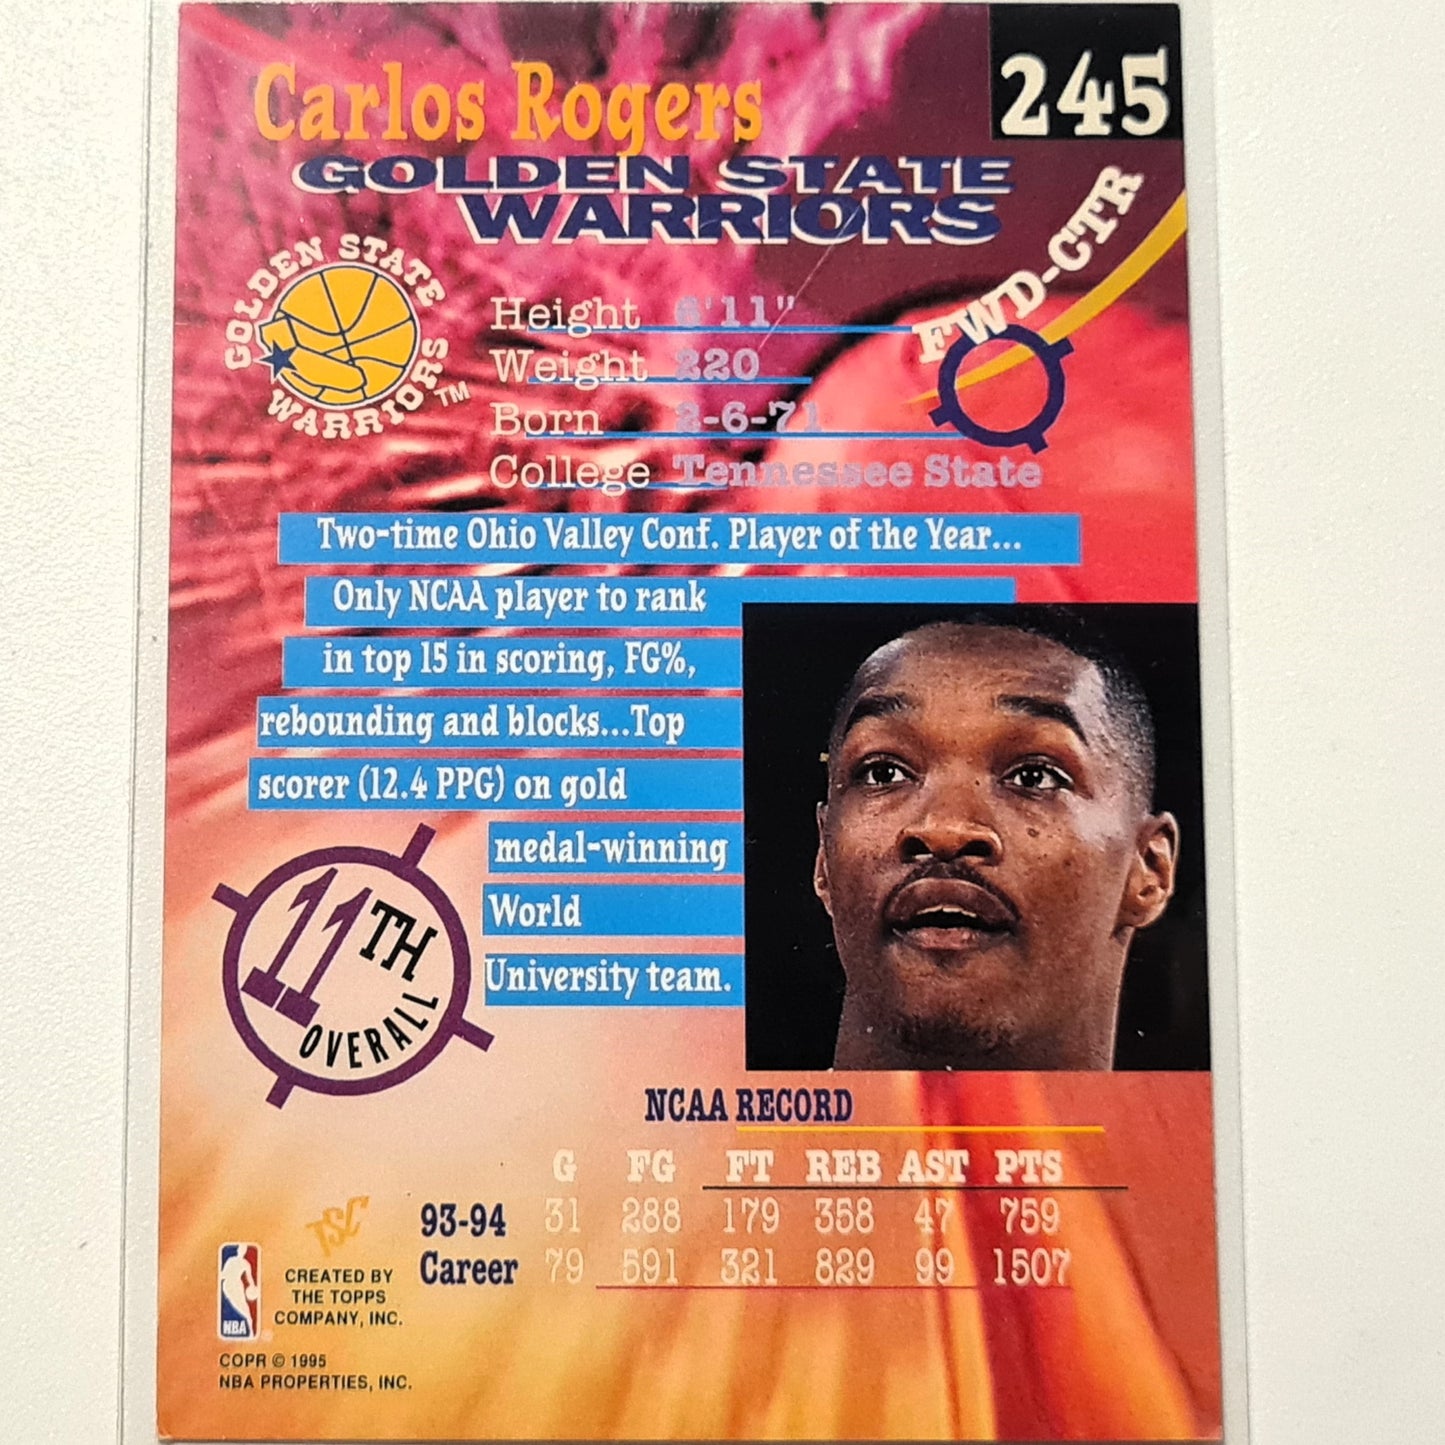 245
Carlos Rogers
GOLDEN STATE
WARRIORS
FWD-CTR
GOLDEN STATE
WARRIORS TM
Height 6'11"
Weight 220
Born 2-6-71
College Tennessee State
Two-time Ohio Valley Conf. Player of the Year...
Only NCAA player to rank
in top 15 in scoring, FG%,
rebounding and blocks...Top
scorer (12.4 PPG) on gold
medal-winning
World
University team.
11TH
OVERALL
NCAA RECORD
G FG FT REB AST PTS
93-94 31 288 179 358 47 759
Career 79 591 321 829 99 1507
TSC
NBA
CREATED BY
THE TOPPS
COMPANY, INC.
COPR © 1995
NBA PROPERTIES, INC.